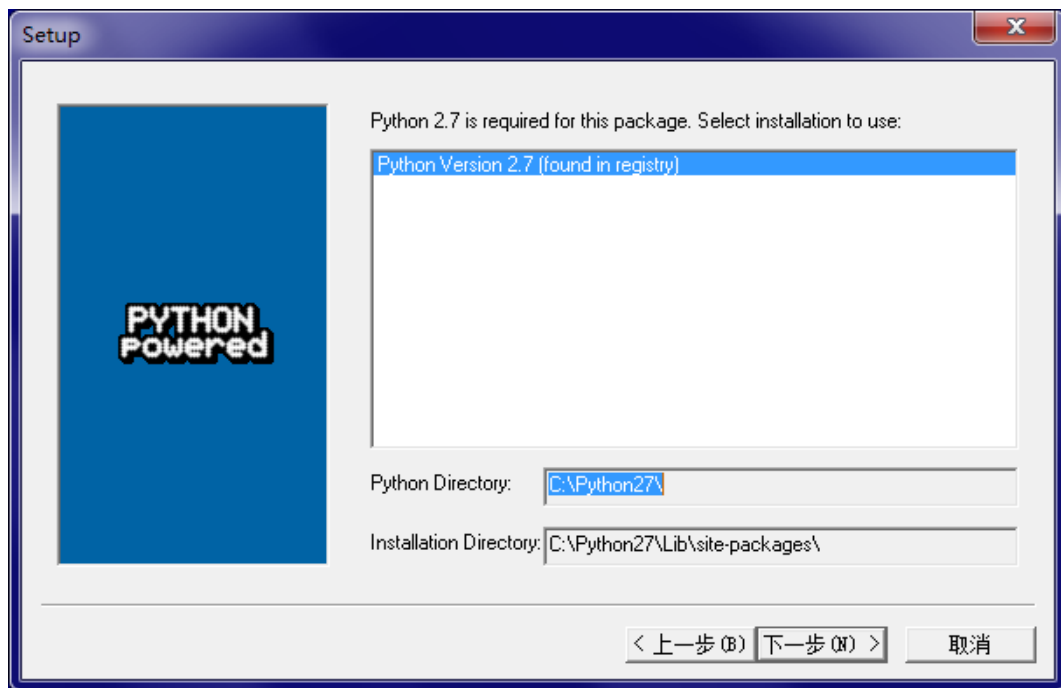 Setup
Python 2.7 is required for this package. Select installation to use:
Python Version 2.7 (found in registry)
PYTHON
powered
Python Directory:
C:\Python27\
Installation Directory:
C:\Python27\Lib\site-packages\
< 上一步(B)
下一步(N) >
取消